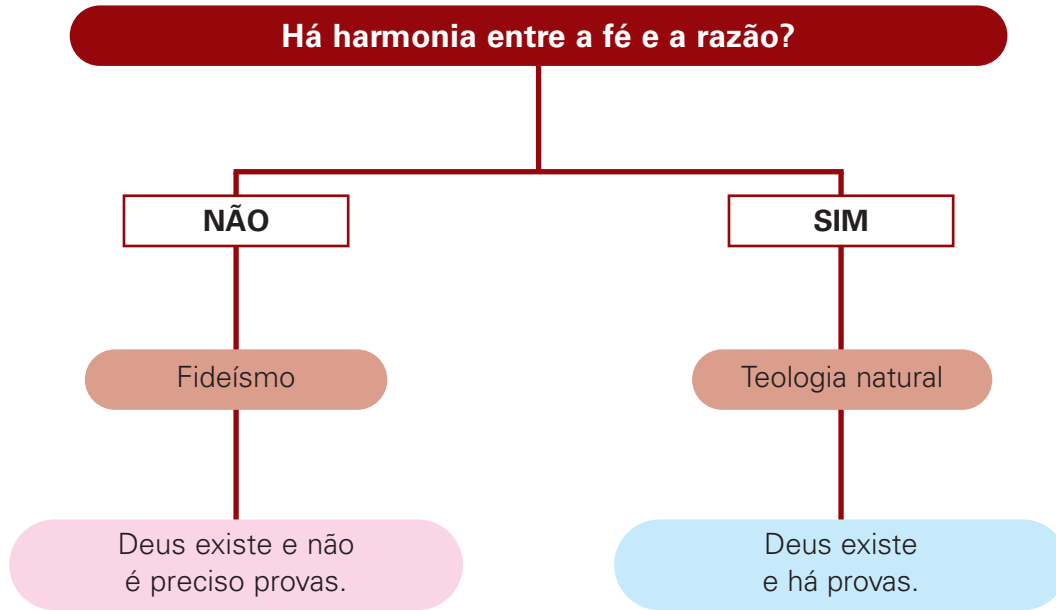 Há harmonia entre a fé e a razão?
NÃO
SIM
Fideísmo
Teologia natural
Deus existe e não
é preciso provas.
Deus existe
e há provas.